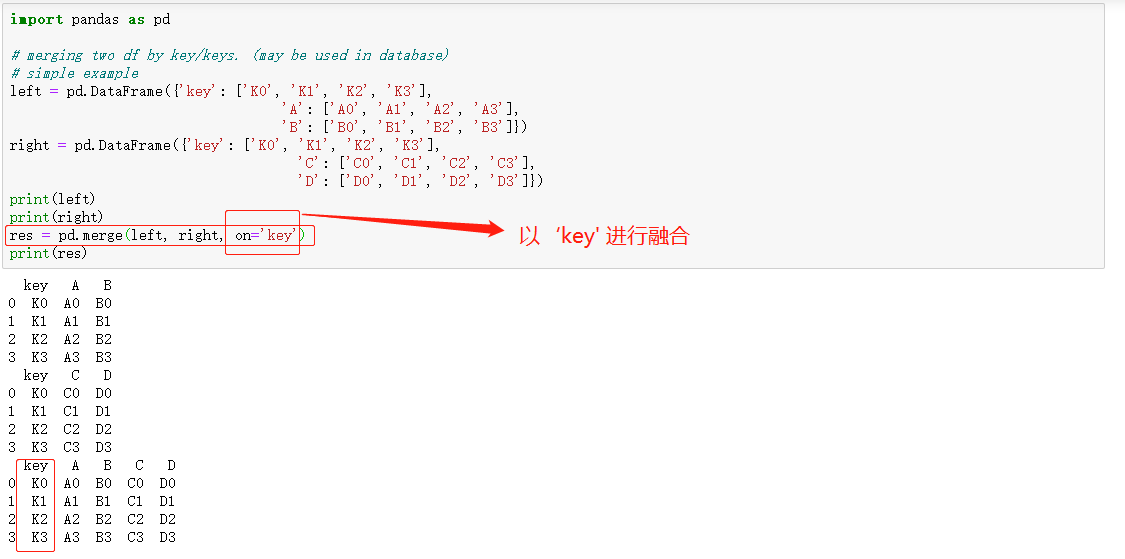 import pandas as pd
# merging two df by key/keys. (may be used in database)
# simple example
left = pd.DataFrame({'key': ['K0', 'K1', 'K2', 'K3'],
'A': ['A0', 'A1', 'A2', 'A3'],
'B': ['B0', 'B1', 'B2', 'B3']})
right = pd.DataFrame({'key': ['K0', 'K1', 'K2', 'K3'],
'C': ['C0', 'C1', 'C2', 'C3'],
'D': ['D0', 'D1', 'D2', 'D3']})
print(left)
print(right)
res = pd.merge(left, right, on='key')
以‘key' 进行融合
print(res)
key A B
0 K0 A0 B0
1 K1 A1 B1
2 K2 A2 B2
3 K3 A3 B3
key C D
0 K0 C0 D0
1 K1 C1 D1
2 K2 C2 D2
3 K3 C3 D3
key A B C D
0 K0 A0 B0 C0 D0
1 K1 A1 B1 C1 D1
2 K2 A2 B2 C2 D2
3 K3 A3 B3 C3 D3